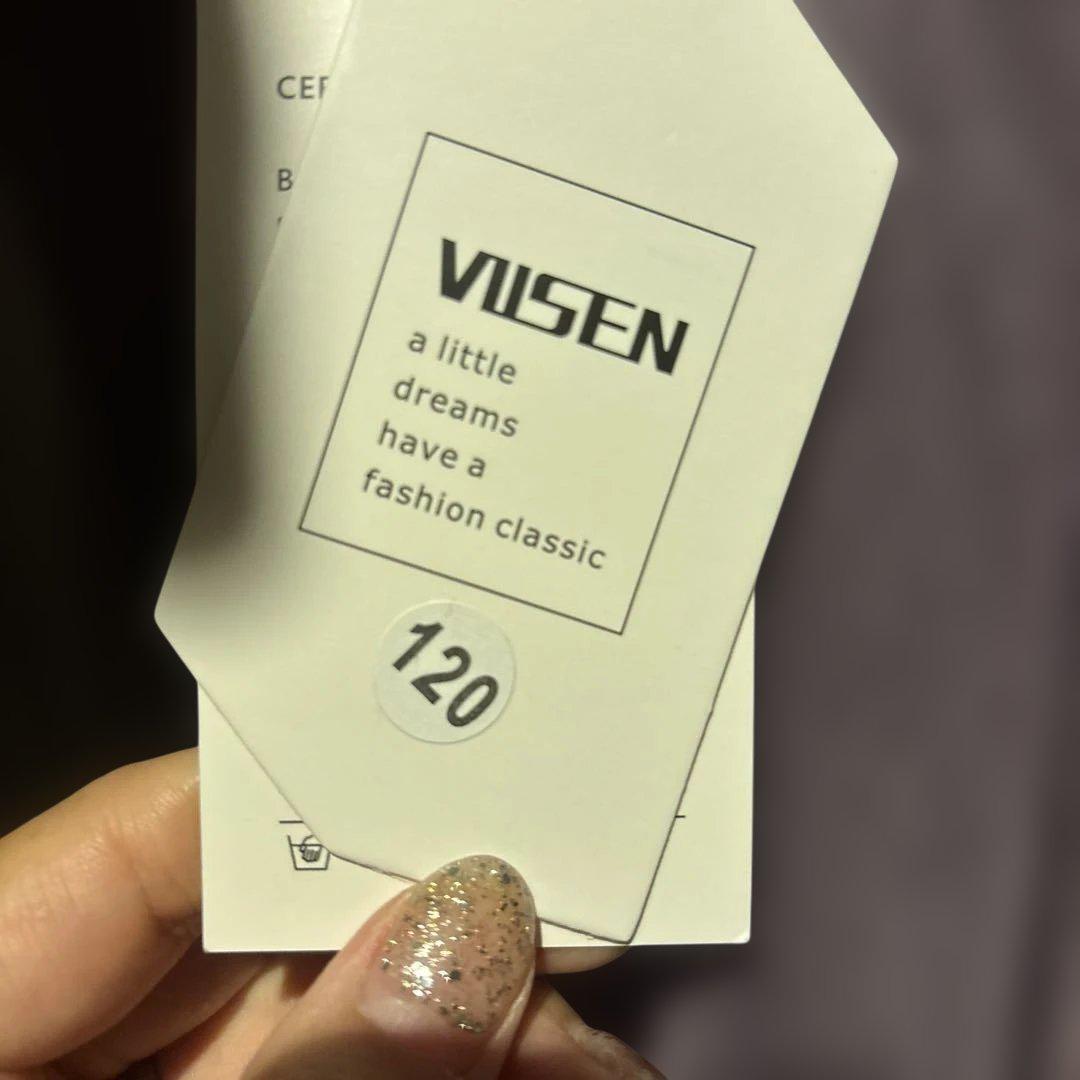 VIISEN
a little
dreams
have a
fashion classic
120